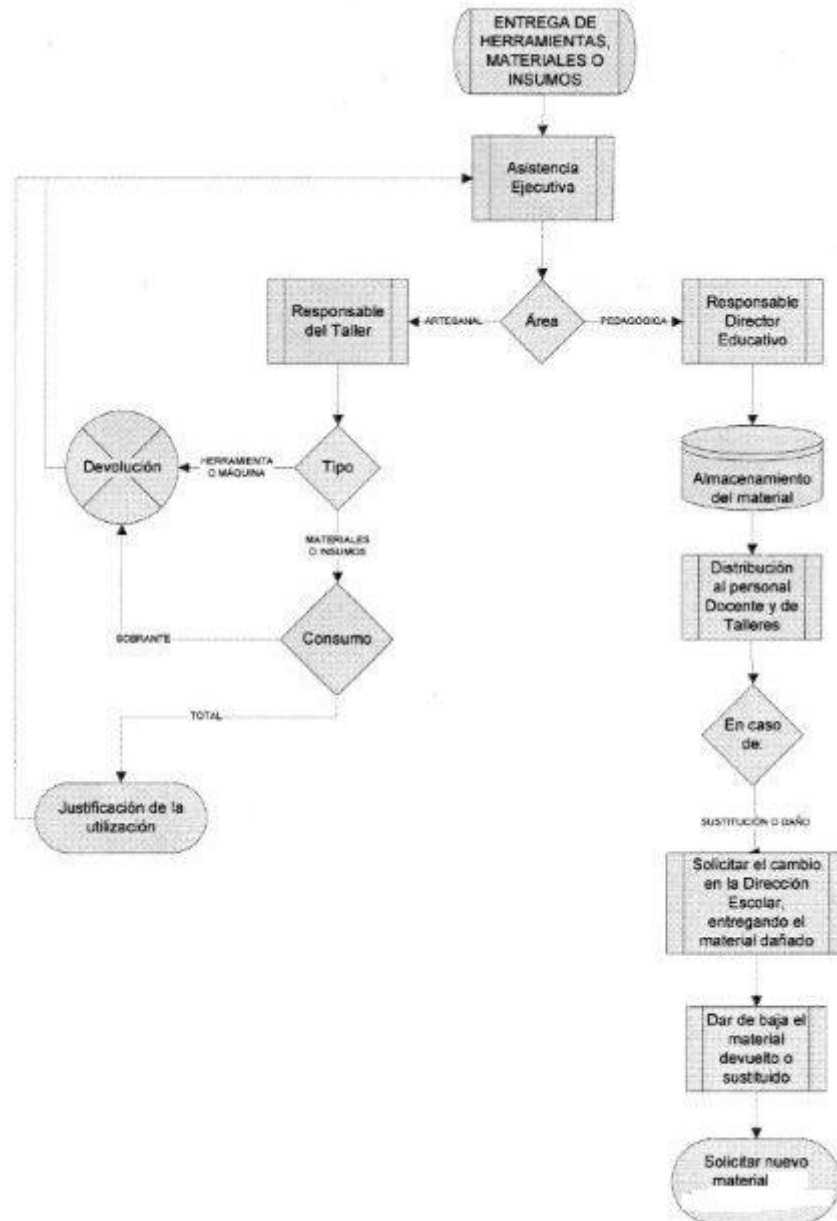 ENTREGA DE
HERRAMIENTAS,
MATERIALES O
INSUMOS
Asistencia
Ejecutiva
Responsable
del Taller
ARTESANAL
Área
PEDAGÓGICA
Responsable
Director
Educativo
Devolución
HERRAMIENTA
O MÁQUINA
Tipo
Almacenamiento
del material
MATERIALES
O INSUMOS
Distribución
al personal
Docente y de
Talleres
SOBRANTE
Consumo
TOTAL
En caso
de:
Justificación de la
utilización
SUSTITUCIÓN O DAÑO
Solicitar el cambio
en la Dirección
Escolar,
entregando el
material dañado
Dar de baja el
material
devuelto o
sustituido
Solicitar nuevo
material